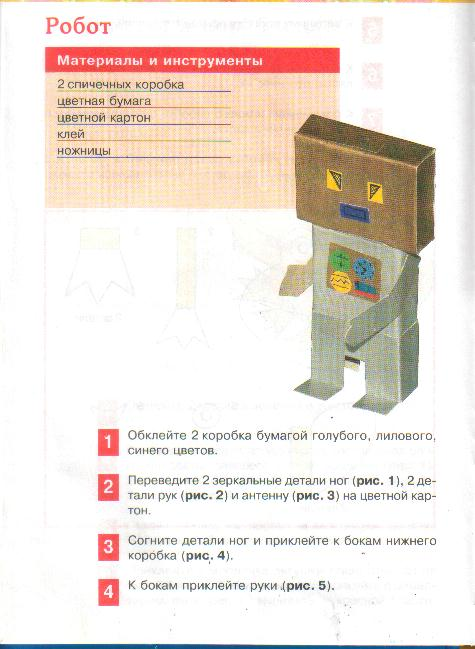 Робот
Материалы и инструменты
2 спичечных коробка
цветная бумага
цветной картон
клей
ножницы
1 Обклейте 2 коробка бумагой голубого, лилового,
синего цветов.
2 Переведите 2 зеркальные детали ног (рис. 1), 2 де-
тали рук (рис. 2) и антенну (рис. 3) на цветной кар-
тон.
3 Согните детали ног и приклейте к бокам нижнего
коробка (рис. 4).
4 К бокам приклейте руки (рис. 5).